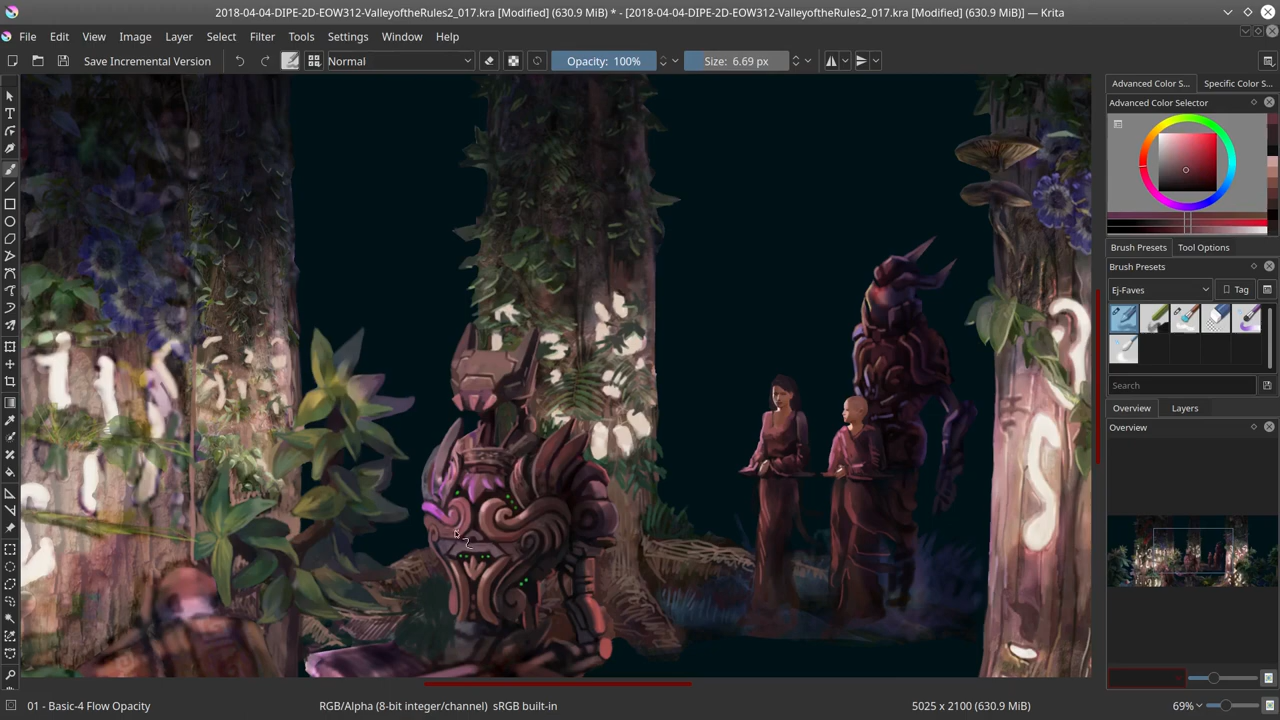 2018-04-04-DIPE-2D-EOW312-ValleyoftheRules2_017.kra [Modified] (630.9 MiB) * - [2018-04-04-DIPE-2D-EOW312-ValleyoftheRules2_017.kra [Modified] (630.9 MiB)] — Krita
File Edit View Image Layer Select Filter Tools Settings Window Help
Save Incremental Version Normal Opacity: 100% Size: 6.69 px
Advanced Color S... Specific Color S...
Advanced Color Selector
Brush Presets Tool Options
Brush Presets
Ej-Faves Tag
Search
Overview Layers
Overview
01 - Basic-4 Flow Opacity RGB/Alpha (8-bit integer/channel) sRGB built-in 5025 x 2100 (630.9 MiB) 69%